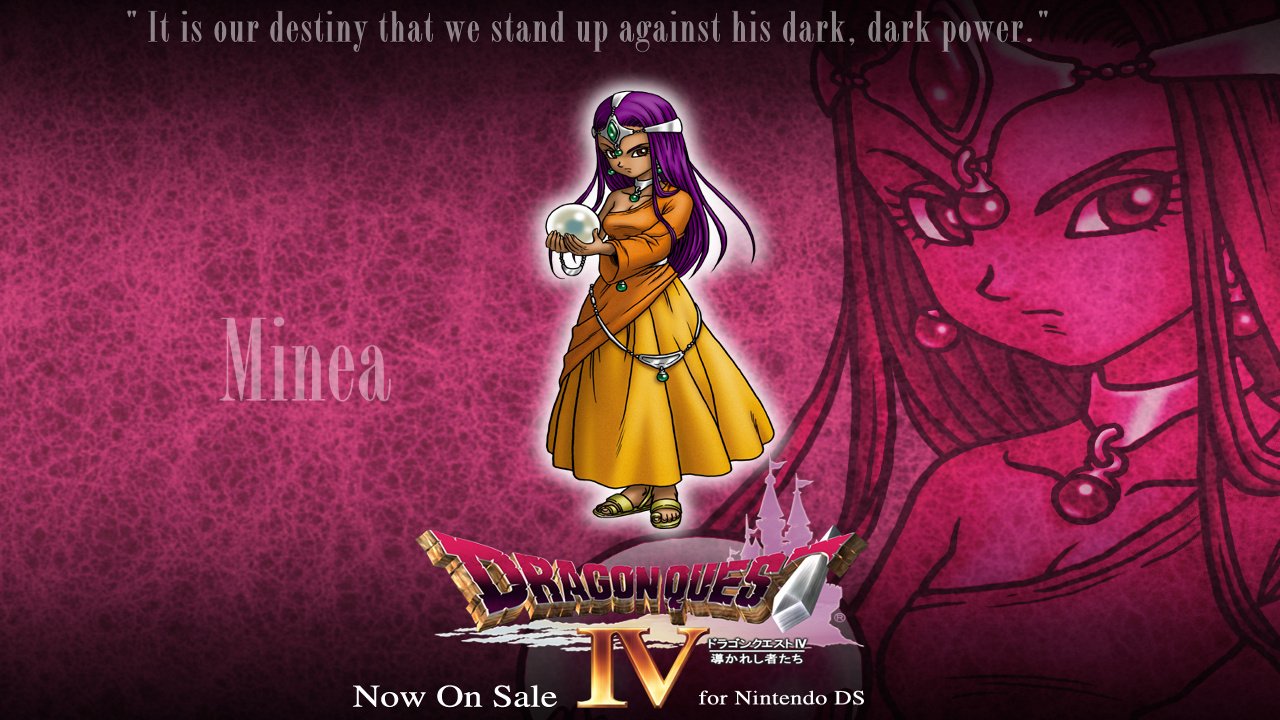 " It is our destiny that we stand up against his dark, dark power."
Minea
DRAGON QUEST
®
IV
ドラゴンクエストIV
導かれし者たち
Now On Sale
for Nintendo DS